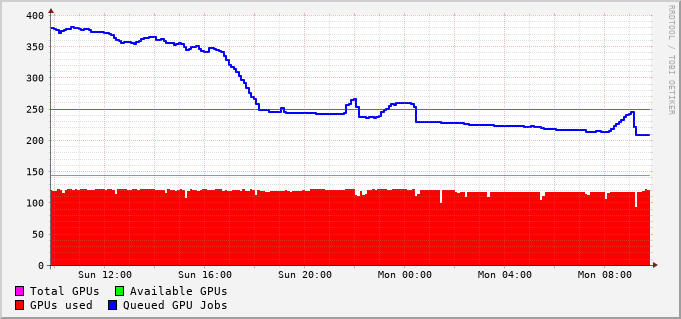 400
350
300
250
200
150
100
50
0
Sun 12:00 Sun 16:00 Sun 20:00 Mon 00:00 Mon 04:00 Mon 08:00
Total GPUs Available GPUs
GPUs used Queued GPU Jobs
RRDTOOL / TOBI OETIKER